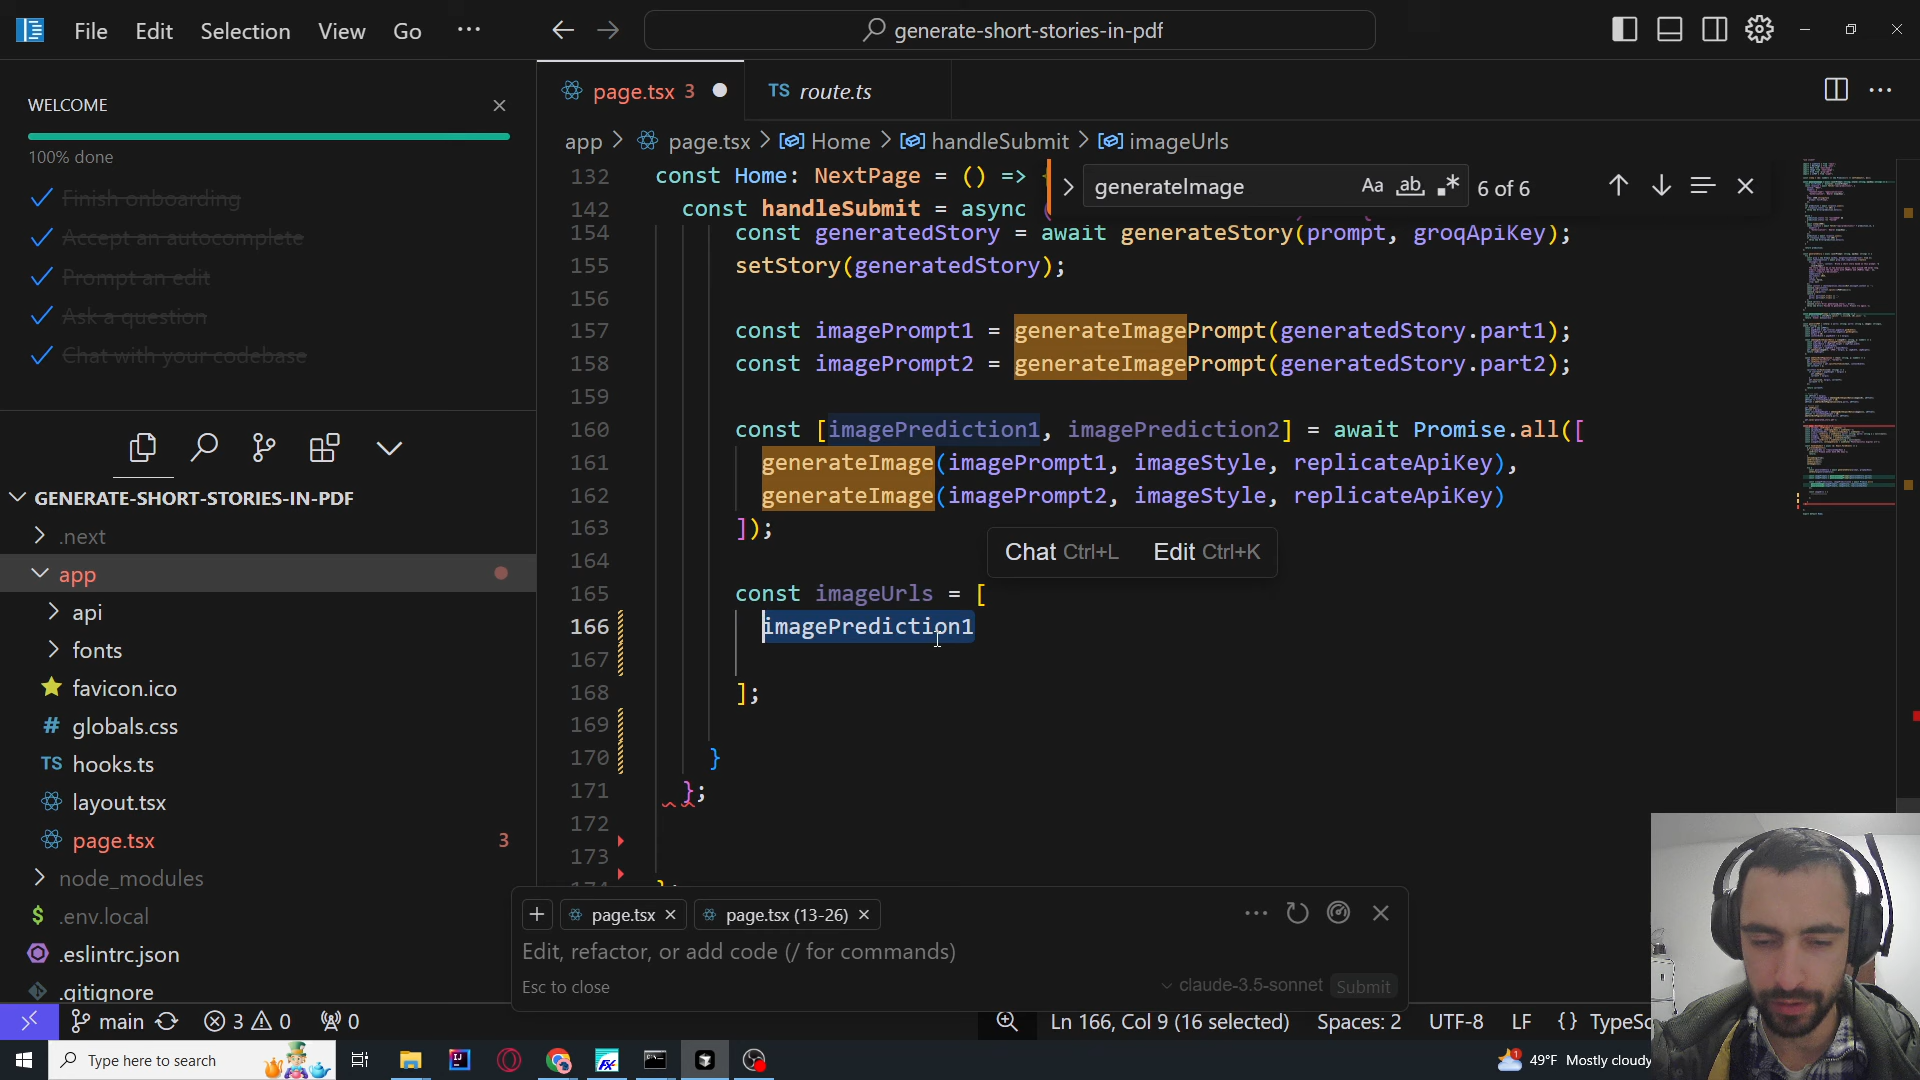 File Edit Selection View Go ···
generate-short-stories-in-pdf
WELCOME
100% done
Finish onboarding
Accept an autocomplete
Prompt an edit
Ask a question
Chat with your codebase
GENERATE-SHORT-STORIES-IN-PDF
.next
app
api
fonts
favicon.ico
# globals.css
TS hooks.ts
layout.tsx
page.tsx 3
node_modules
$ .env.local
.eslintrc.json
.gitignore
page.tsx 3
TS route.ts
app > page.tsx > Home > handleSubmit > imageUrls
generateImage Aa ab 6 of 6
132 const Home: NextPage = () =>
142 const handleSubmit = async
154 const generatedStory = await generateStory(prompt, groqApiKey);
155 setStory(generatedStory);
156
157 const imagePrompt1 = generateImagePrompt(generatedStory.part1);
158 const imagePrompt2 = generateImagePrompt(generatedStory.part2);
159
160 const [imagePrediction1, imagePrediction2] = await Promise.all([
161 generateImage(imagePrompt1, imageStyle, replicateApiKey),
162 generateImage(imagePrompt2, imageStyle, replicateApiKey)
163 ]);
Chat Ctrl+L Edit Ctrl+K
164
165 const imageUrls = [
166 imagePrediction1
167
168 ];
169
170 }
171 };
172
173
page.tsx
page.tsx (13-26)
Edit, refactor, or add code (/ for commands)
Esc to close
claude-3.5-sonnet Submit
main
3 0
0
Ln 166, Col 9 (16 selected)
Spaces: 2
UTF-8
LF
{} TypeSc
Type here to search
49°F Mostly cloudy